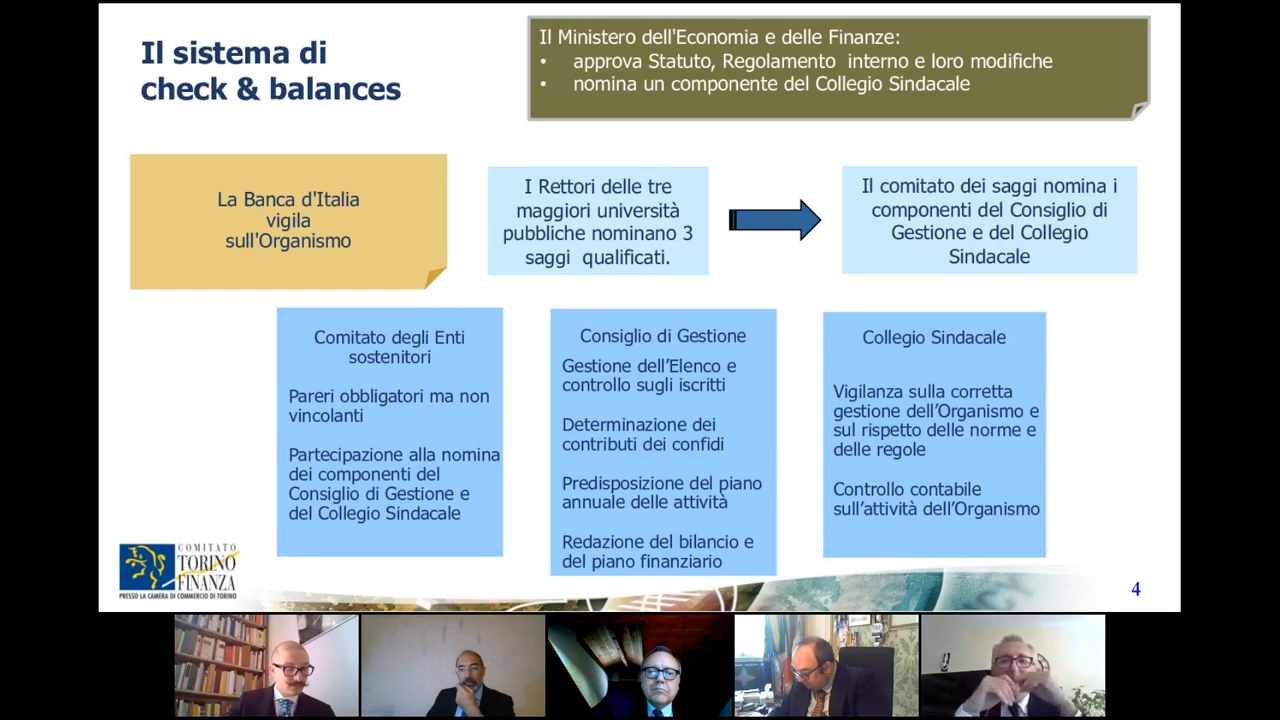 Il sistema di
check & balances
Il Ministero dell'Economia e delle Finanze:
• approva Statuto, Regolamento interno e loro modifiche
• nomina un componente del Collegio Sindacale
La Banca d'Italia
vigila
sull'Organismo
I Rettori delle tre
maggiori università
pubbliche nominano 3
saggi qualificati.
Il comitato dei saggi nomina i
componenti del Consiglio di
Gestione e del Collegio
Sindacale
Comitato degli Enti
sostenitori
Pareri obbligatori ma non
vincolanti
Partecipazione alla nomina
dei componenti del
Consiglio di Gestione e
del Collegio Sindacale
Consiglio di Gestione
Gestione dell’Elenco e
controllo sugli iscritti
Determinazione dei
contributi dei confidi
Predisposizione del piano
annuale delle attività
Redazione del bilancio e
del piano finanziario
Collegio Sindacale
Vigilanza sulla corretta
gestione dell’Organismo e
sul rispetto delle norme e
delle regole
Controllo contabile
sull’attività dell’Organismo
COMITATO
TORINO
FINANZA
PRESSO LA CAMERA DI COMMERCIO DI TORINO
4